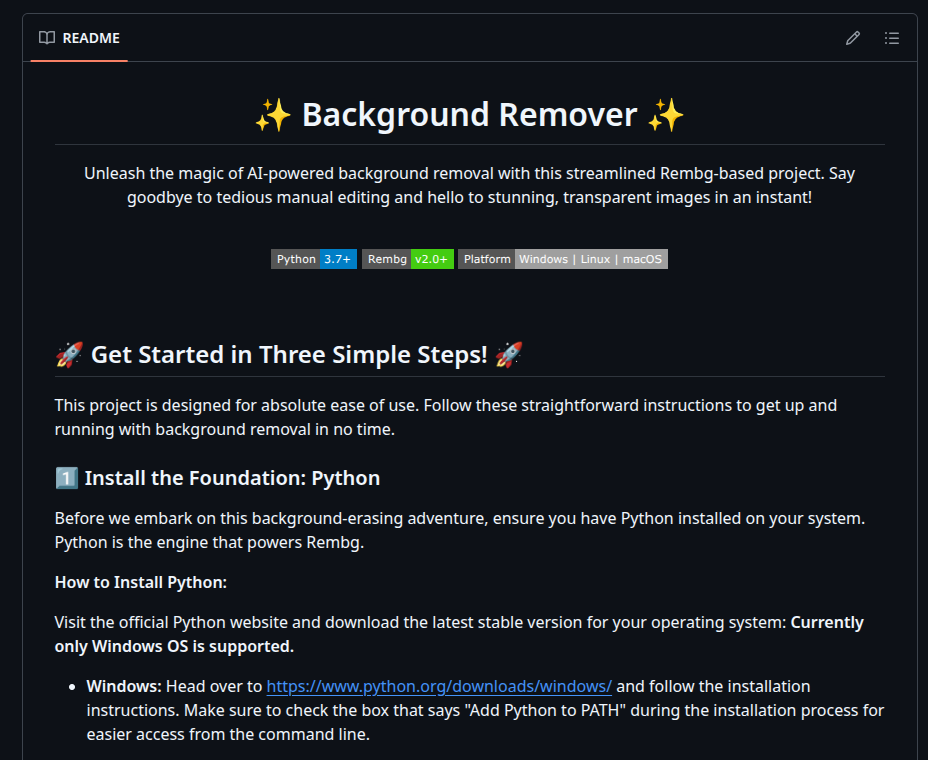 README
✨ Background Remover ✨
Unleash the magic of AI-powered background removal with this streamlined Rembg-based project. Say
goodbye to tedious manual editing and hello to stunning, transparent images in an instant!
Python 3.7+ Rembg v2.0+ Platform Windows | Linux | macOS
🚀 Get Started in Three Simple Steps! 🚀
This project is designed for absolute ease of use. Follow these straightforward instructions to get up and
running with background removal in no time.
1️⃣ Install the Foundation: Python
Before we embark on this background-erasing adventure, ensure you have Python installed on your system.
Python is the engine that powers Rembg.
How to Install Python:
Visit the official Python website and download the latest stable version for your operating system: Currently
only Windows OS is supported.
• Windows: Head over to https://www.python.org/downloads/windows/ and follow the installation
instructions. Make sure to check the box that says "Add Python to PATH" during the installation process for
easier access from the command line.